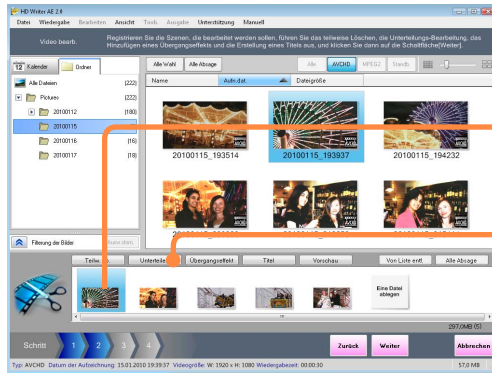 HD Writer AE 2.0
Datei Wiedergabe Bearbeiten Ansicht Tools Ausgabe Unterstützung Manuell
Video bearb.
Registrieren Sie die Szenen, die bearbeitet werden sollen, führen Sie das teilweise Löschen, die Unterteilungs-Bearbeitung, das
Hinzufügen eines Übergangseffekts und die Erstellung eines Titels aus, und klicken Sie dann auf die Schaltfläche[Weiter].
12 Kalender Ordner
Alle Wahl Alle Absage Alle AVCHD MPEG2 Standb.
Name Aufn.dat. Dateigröße
Alle Dateien (222)
Pictures (222)
20100112 (180)
20100115
20100116 (16)
20100117 (18)
20100115_193514 20100115_193937 20100115_194232
Filterung der Bilder
Teilw. Unterteile Übergangseffekt Titel Vorschau Von Liste entf. Alle Absage
Eine Datei
ablegen
297,0MB (5)
Schritt 1 2 3 4 Zurück Weiter Abbrechen
Typ: AVCHD Datum der Aufzeichnung: 15.01.2010 19:39:37 Videogröße: W: 1920 x H: 1080 Wiedergabezeit: 00:00:30 57,0 MB